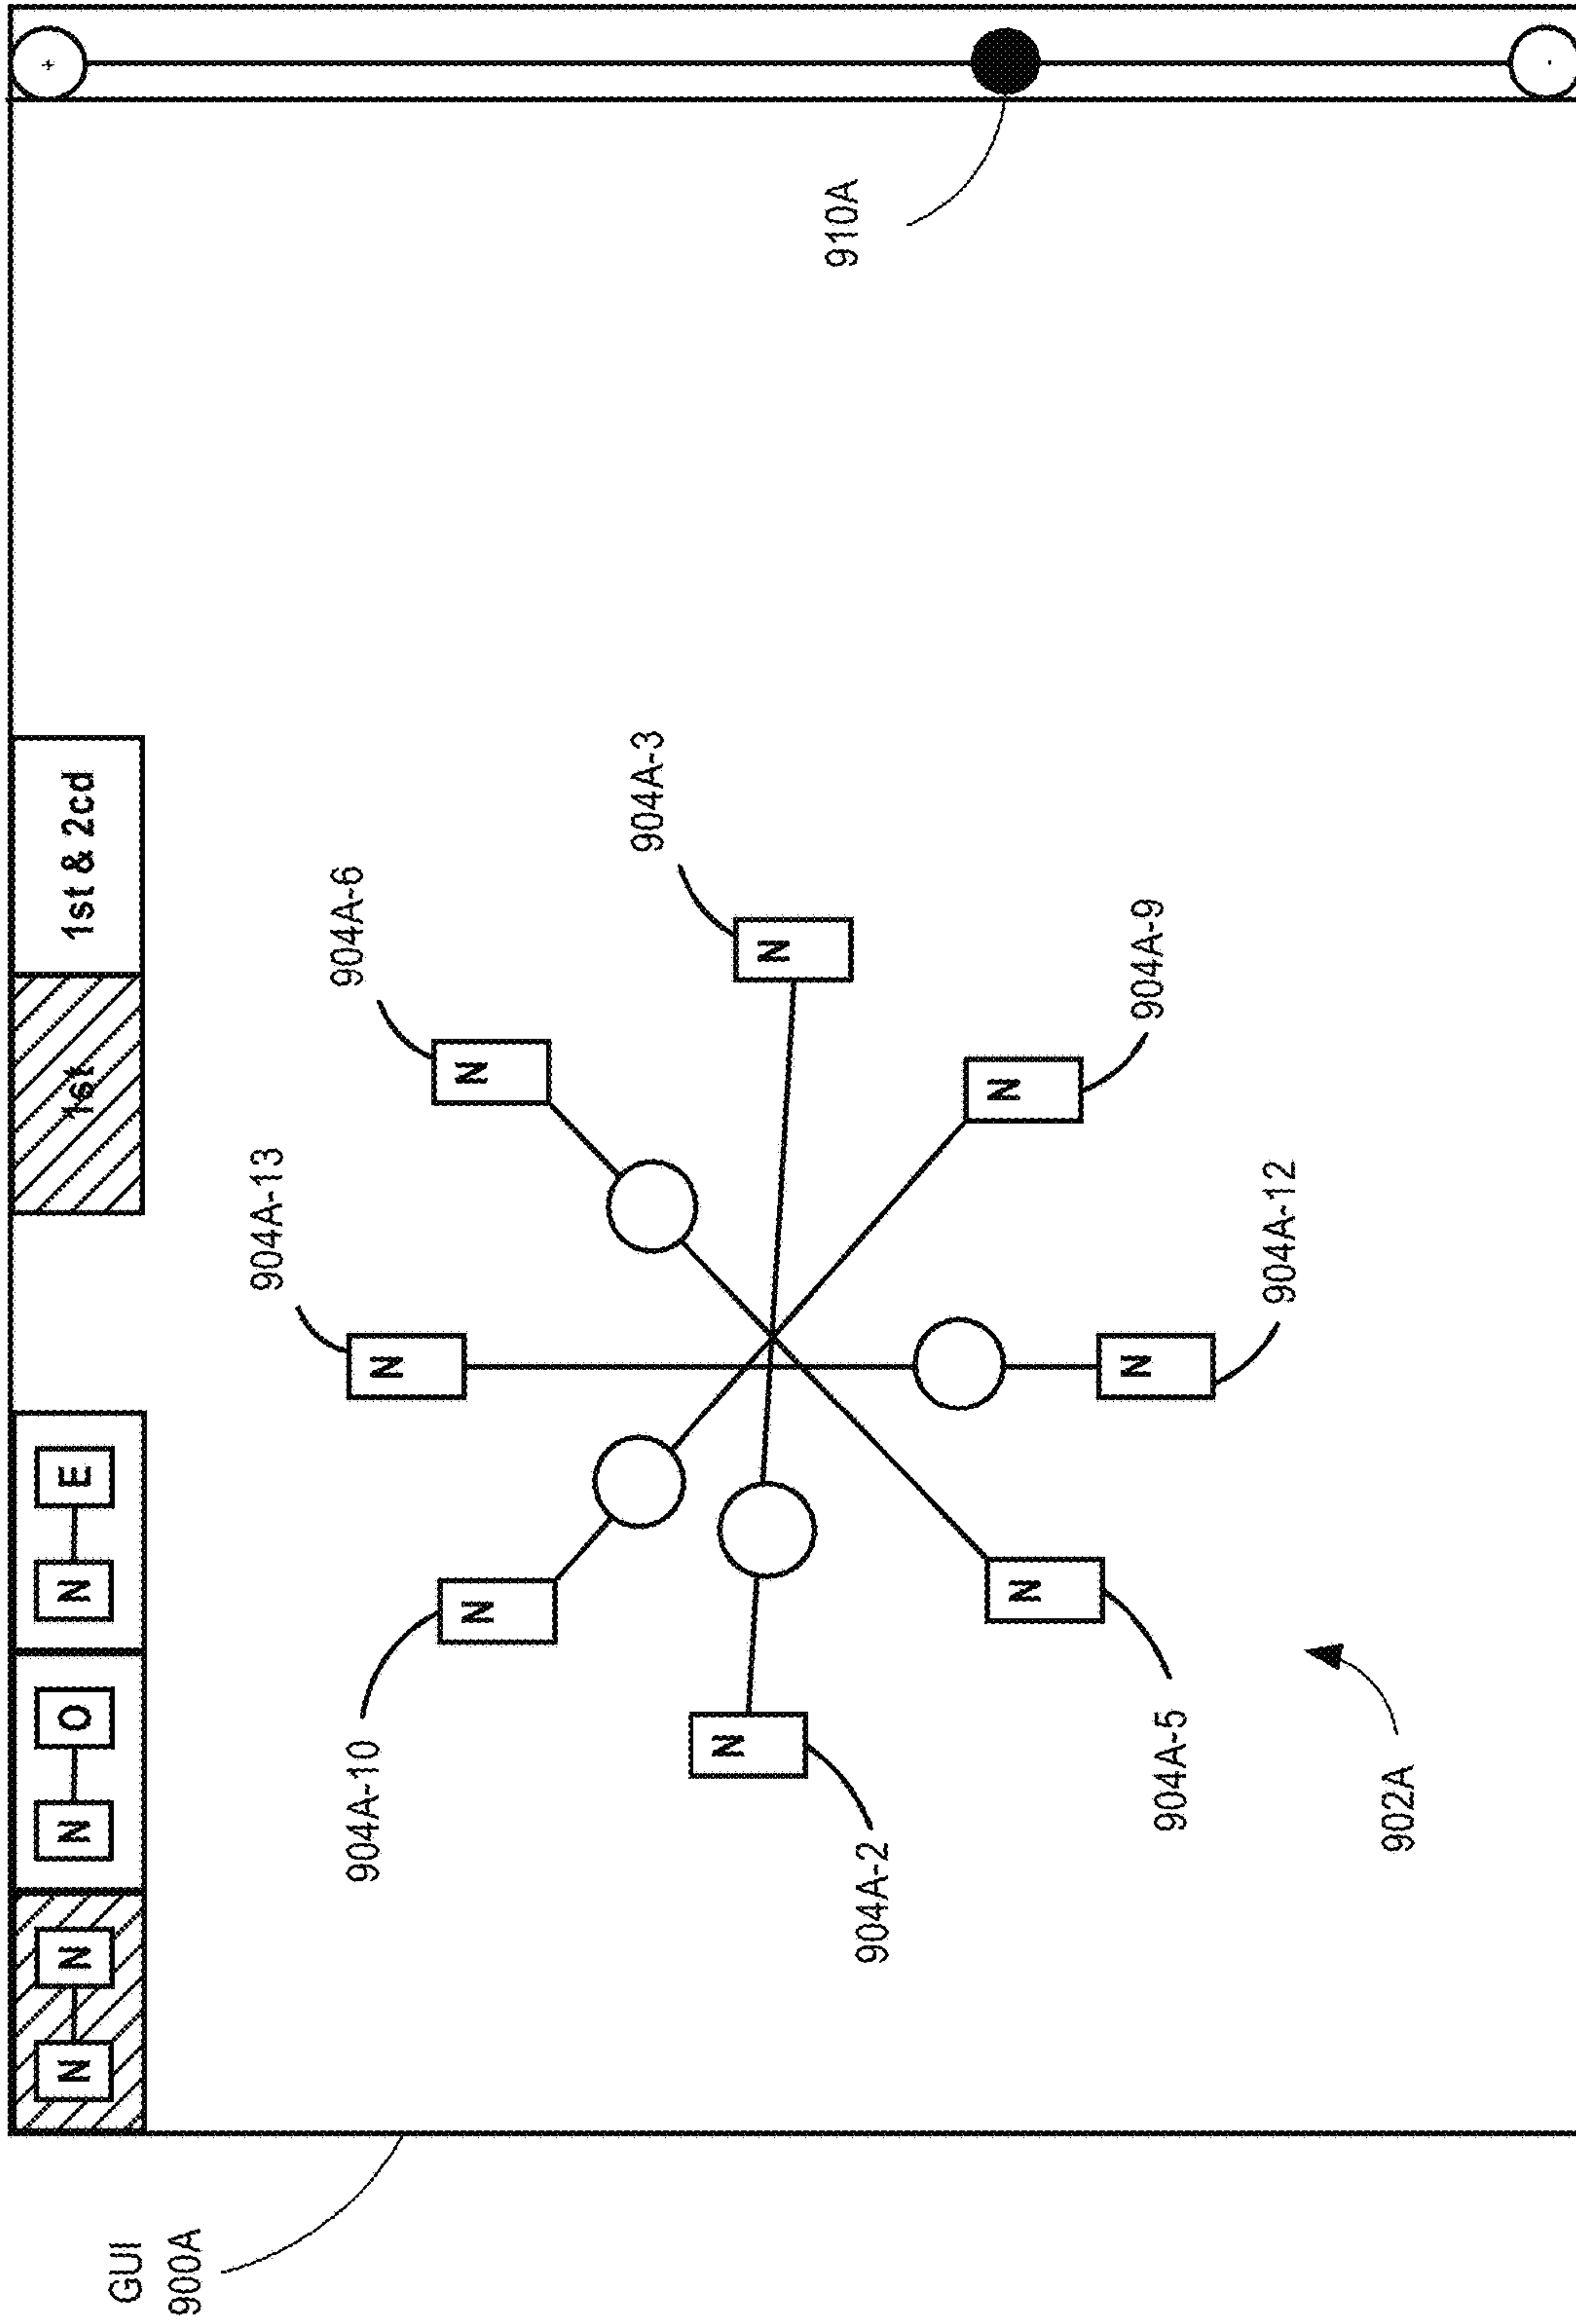 +
N N N O N E 1st 1st & 2cd
GUI
900A
904A-13
904A-10 904A-6
N
N N
904A-3
N N
910A
904A-2
N N
N
904A-5 904A-9
904A-12
902A
-